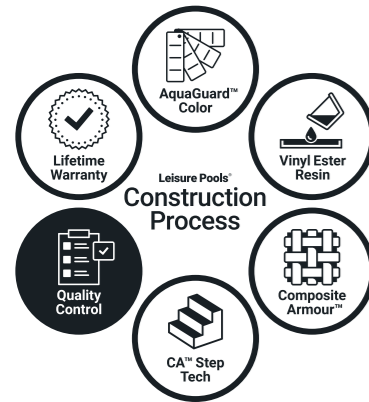 AquaGuard™
Color
Lifetime
Warranty
Vinyl Ester
Resin
Leisure Pools®
Construction
Process
Quality
Control
Composite
Armour™
CA™ Step
Tech